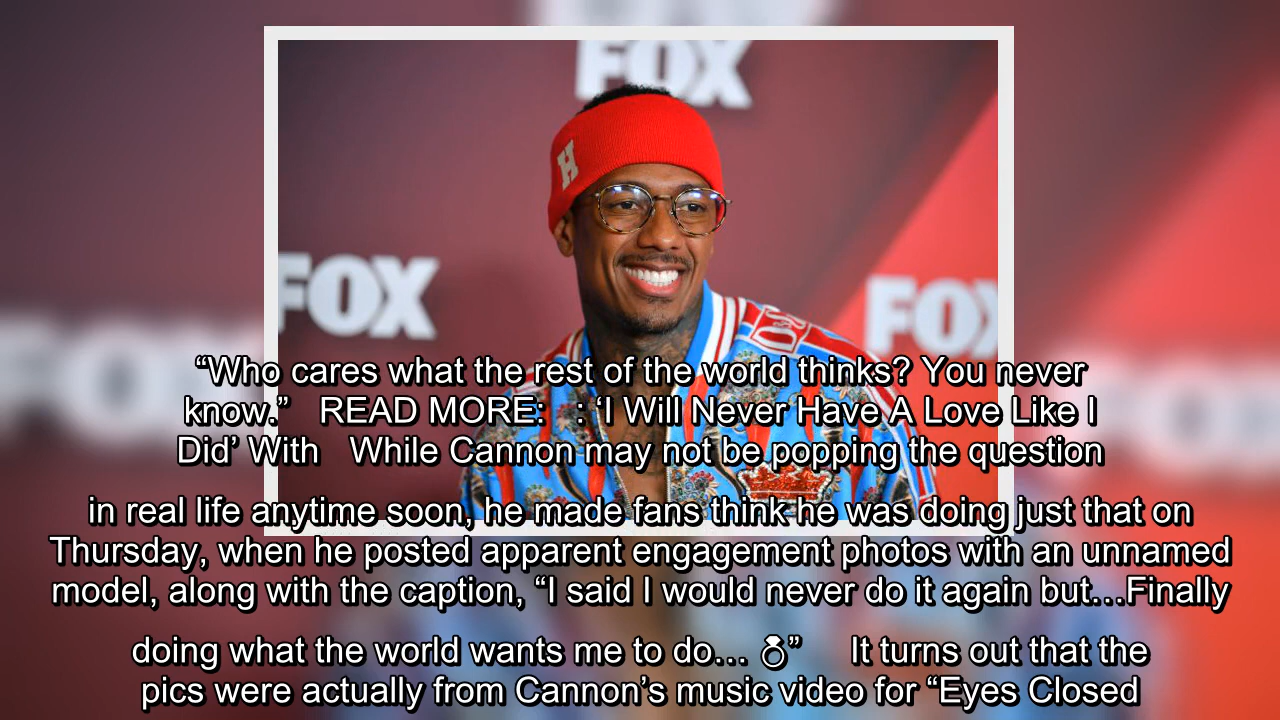 FOX
H
FOX
FOX
“Who cares what the rest of the world thinks? You never
know.” READ MORE: : ‘I Will Never Have A Love Like I
Did’ With While Cannon may not be popping the question
in real life anytime soon, he made fans think he was doing just that on
Thursday, when he posted apparent engagement photos with an unnamed
model, along with the caption, “I said I would never do it again but…Finally
doing what the world wants me to do… 💍” It turns out that the
pics were actually from Cannon’s music video for “Eyes Closed